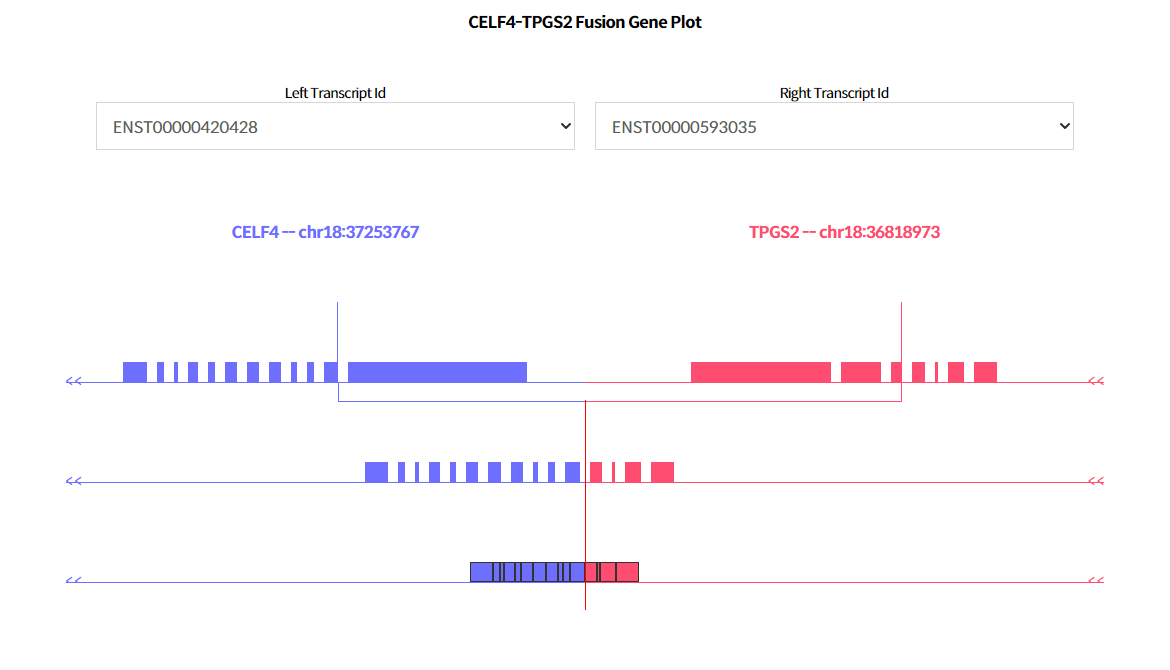 CELF4-TPGS2 Fusion Gene Plot
Left Transcript Id
Right Transcript Id
ENST00000420428
ENST00000593035
CELF4 -- chr18:37253767
TPGS2 -- chr18:36818973